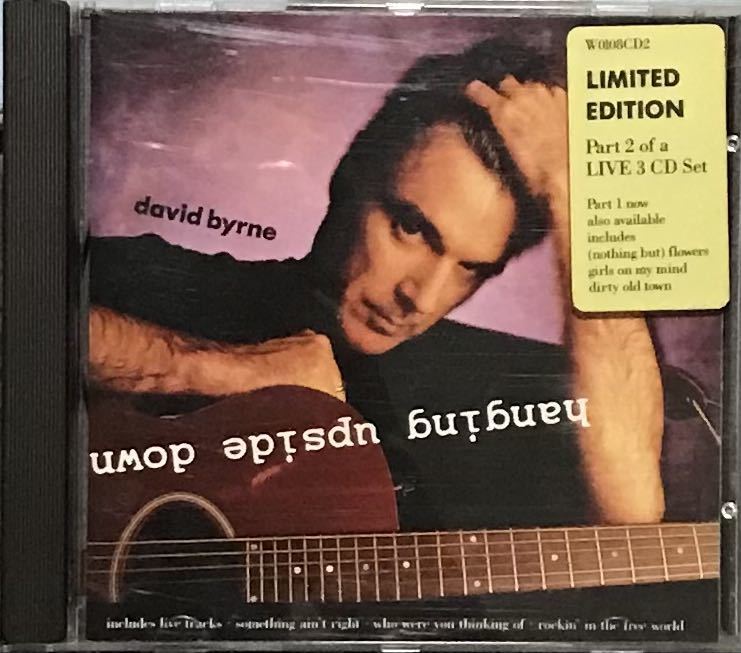 W0108CD2
LIMITED
EDITION
Part 2 of a
LIVE 3 CD Set
Part 1 now
also available
includes
(nothing but) flowers
girls on my mind
dirty old town
david byrne
hanging upside down
includes live tracks · something ain't right · who were you thinking of · rockin' in the free world